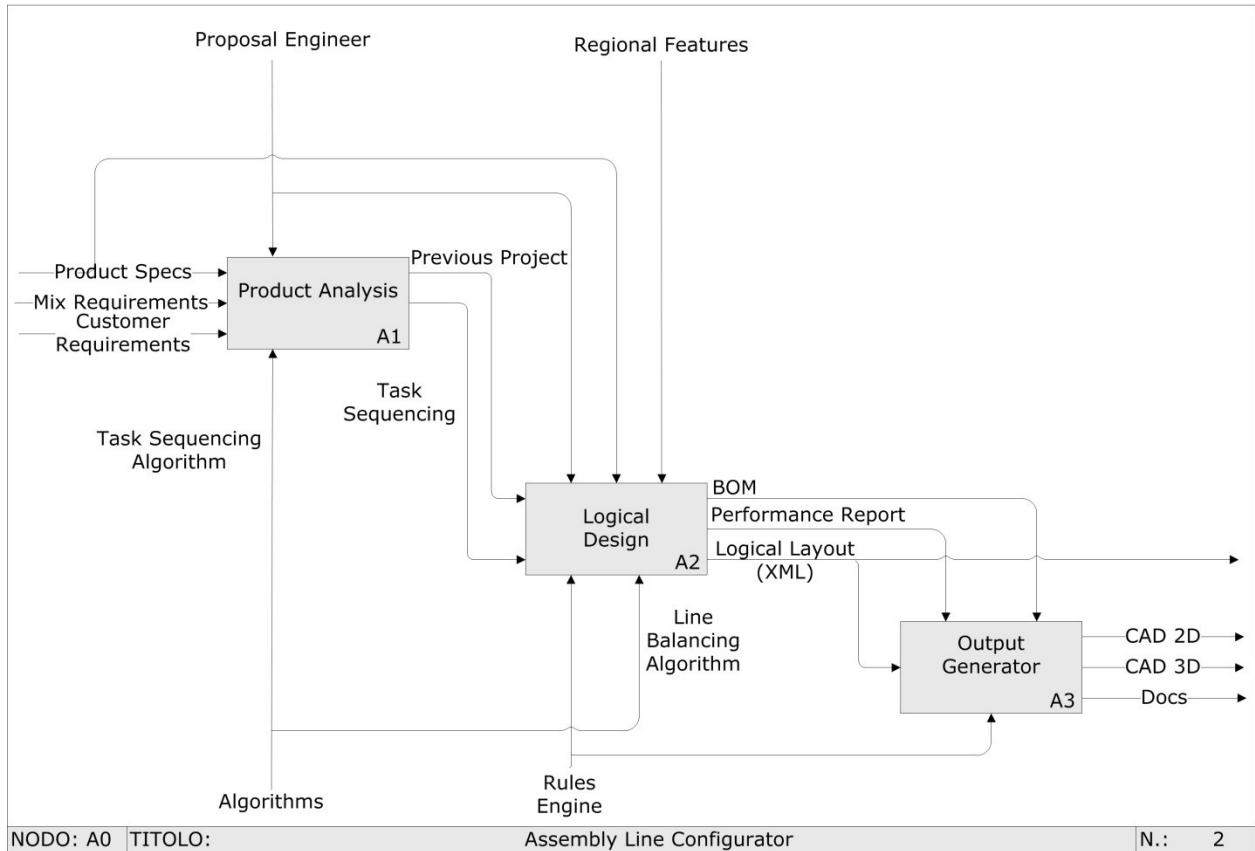 Proposal Engineer
Regional Features
Product Specs
Mix Requirements
Customer
Requirements
Product Analysis
A1
Previous Project
Task
Sequencing
Task Sequencing
Algorithm
Logical
Design
A2
BOM
Performance Report
Logical Layout
(XML)
Line
Balancing
Algorithm
Output
Generator
A3
CAD 2D
CAD 3D
Docs
Algorithms
Rules
Engine
NODO: A0 TITOLO: Assembly Line Configurator N.: 2